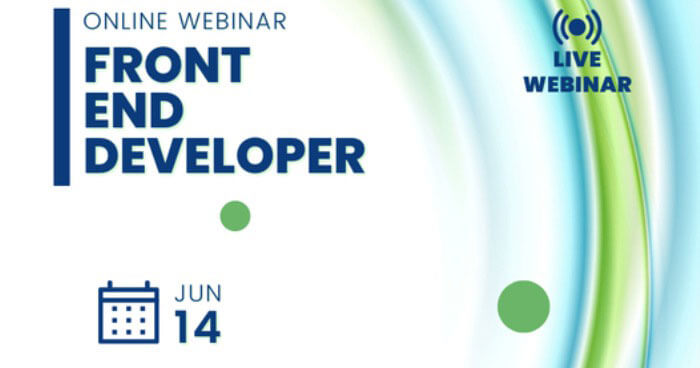 ONLINE WEBINAR
FRONT
END
DEVELOPER
LIVE
WEBINAR
JUN
14